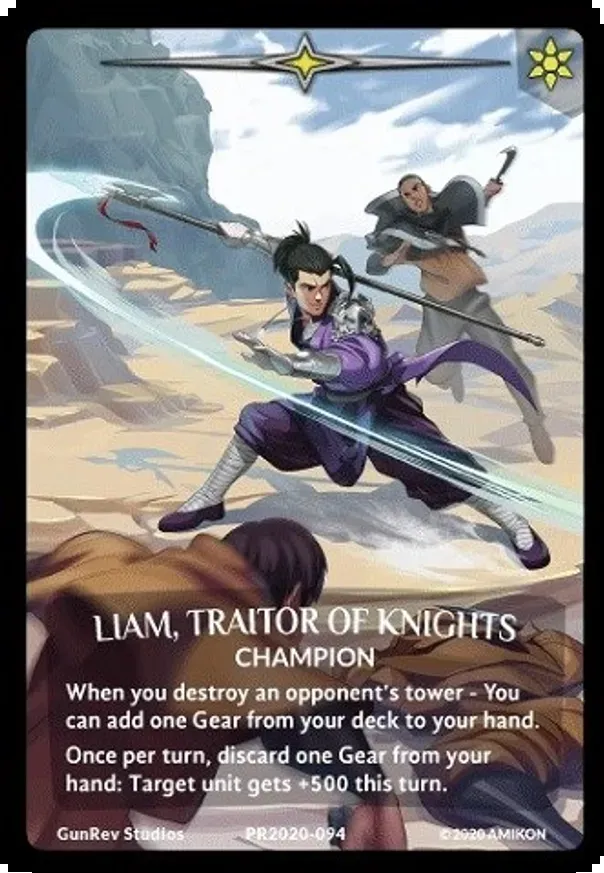 LIAM, TRAITOR OF KNIGHTS
CHAMPION
When you destroy an opponent's tower - You
can add one Gear from your deck to your hand.
Once per turn, discard one Gear from your
hand: Target unit gets +500 this turn.
GunRev Studios PR2020-094 ©2020 AMIKON